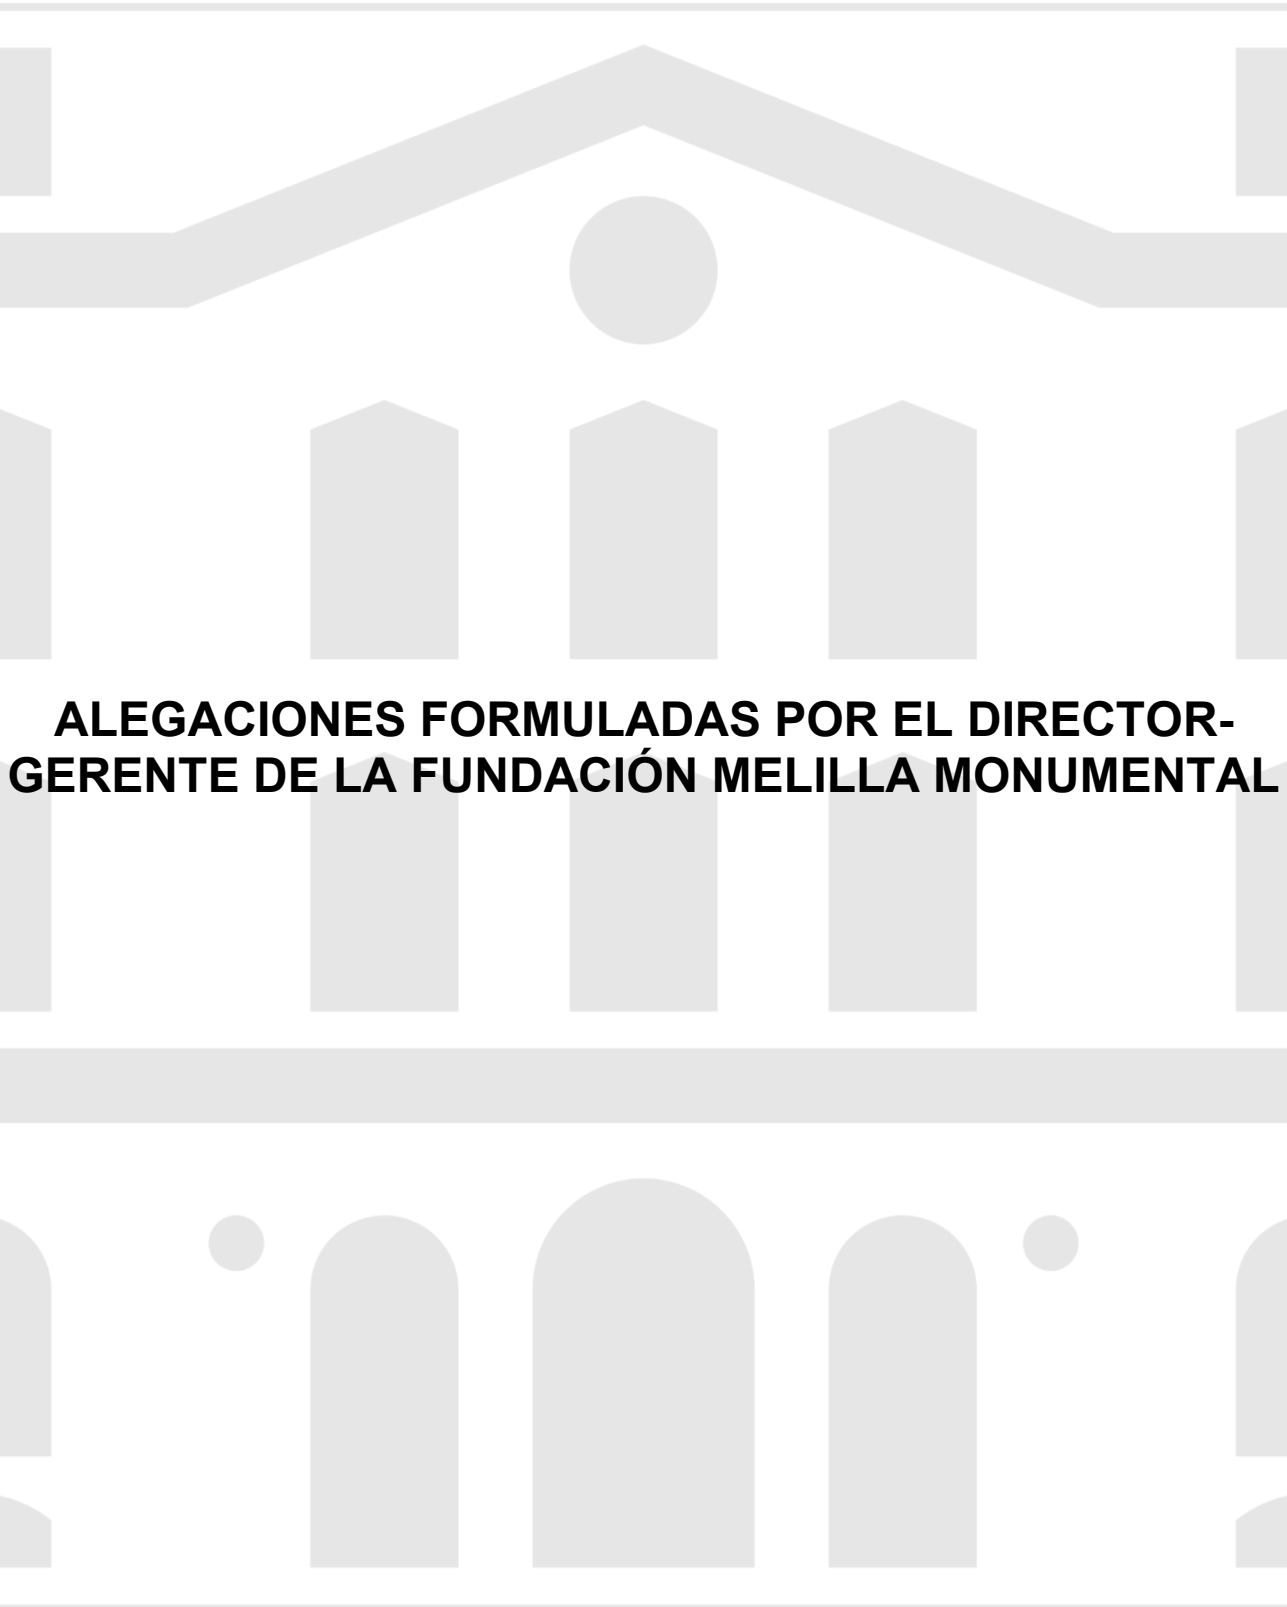 ALEGACIONES FORMULADAS POR EL DIRECTOR-
GERENTE DE LA FUNDACIÓN MELILLA MONUMENTAL